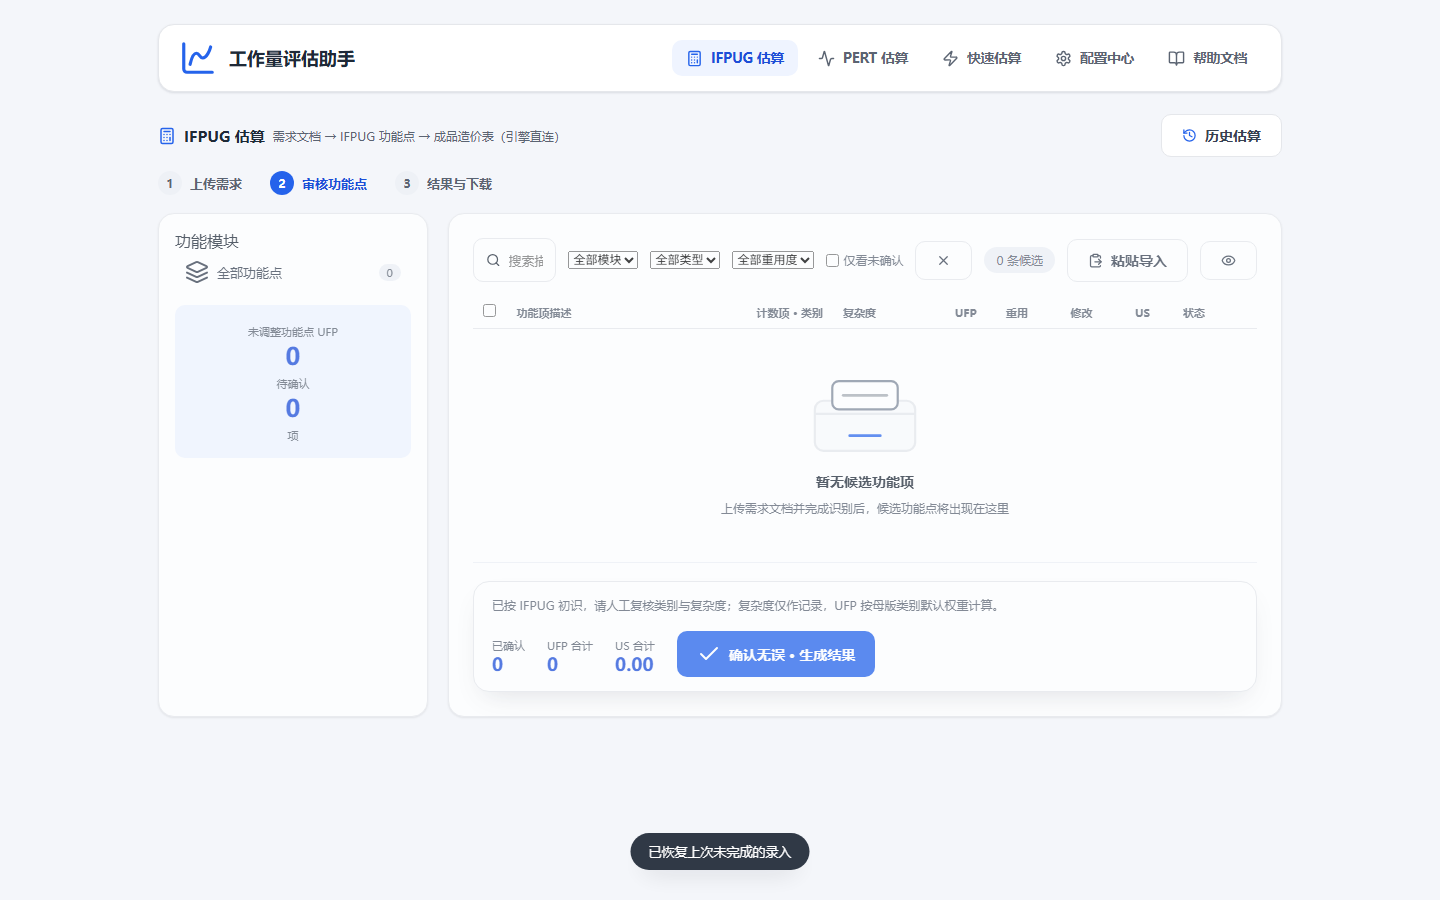 工作量评估助手
IFPUG 估算
PERT 估算
快速估算
配置中心
帮助文档
IFPUG 估算 需求文档 → IFPUG 功能点 → 成品造价表（引擎直连）
历史估算
1 上传需求
2 审核功能点
3 结果与下载
功能模块
全部功能点 0
未调整功能点 UFP
0
待确认
0
项
全部模块
全部类型
全部重用度
仅看未确认
0 条候选
粘贴导入
功能项描述 计数项 • 类别 复杂度 UFP 重用 修改 US 状态
暂无候选功能项
上传需求文档并完成识别后，候选功能点将出现在这里
已按 IFPUG 初识，请人工复核类别与复杂度；复杂度仅作记录，UFP 按母版类别默认权重计算。
已确认 UFP 合计 US 合计
0 0 0.00
确认无误 • 生成结果
已恢复上次未完成的录入